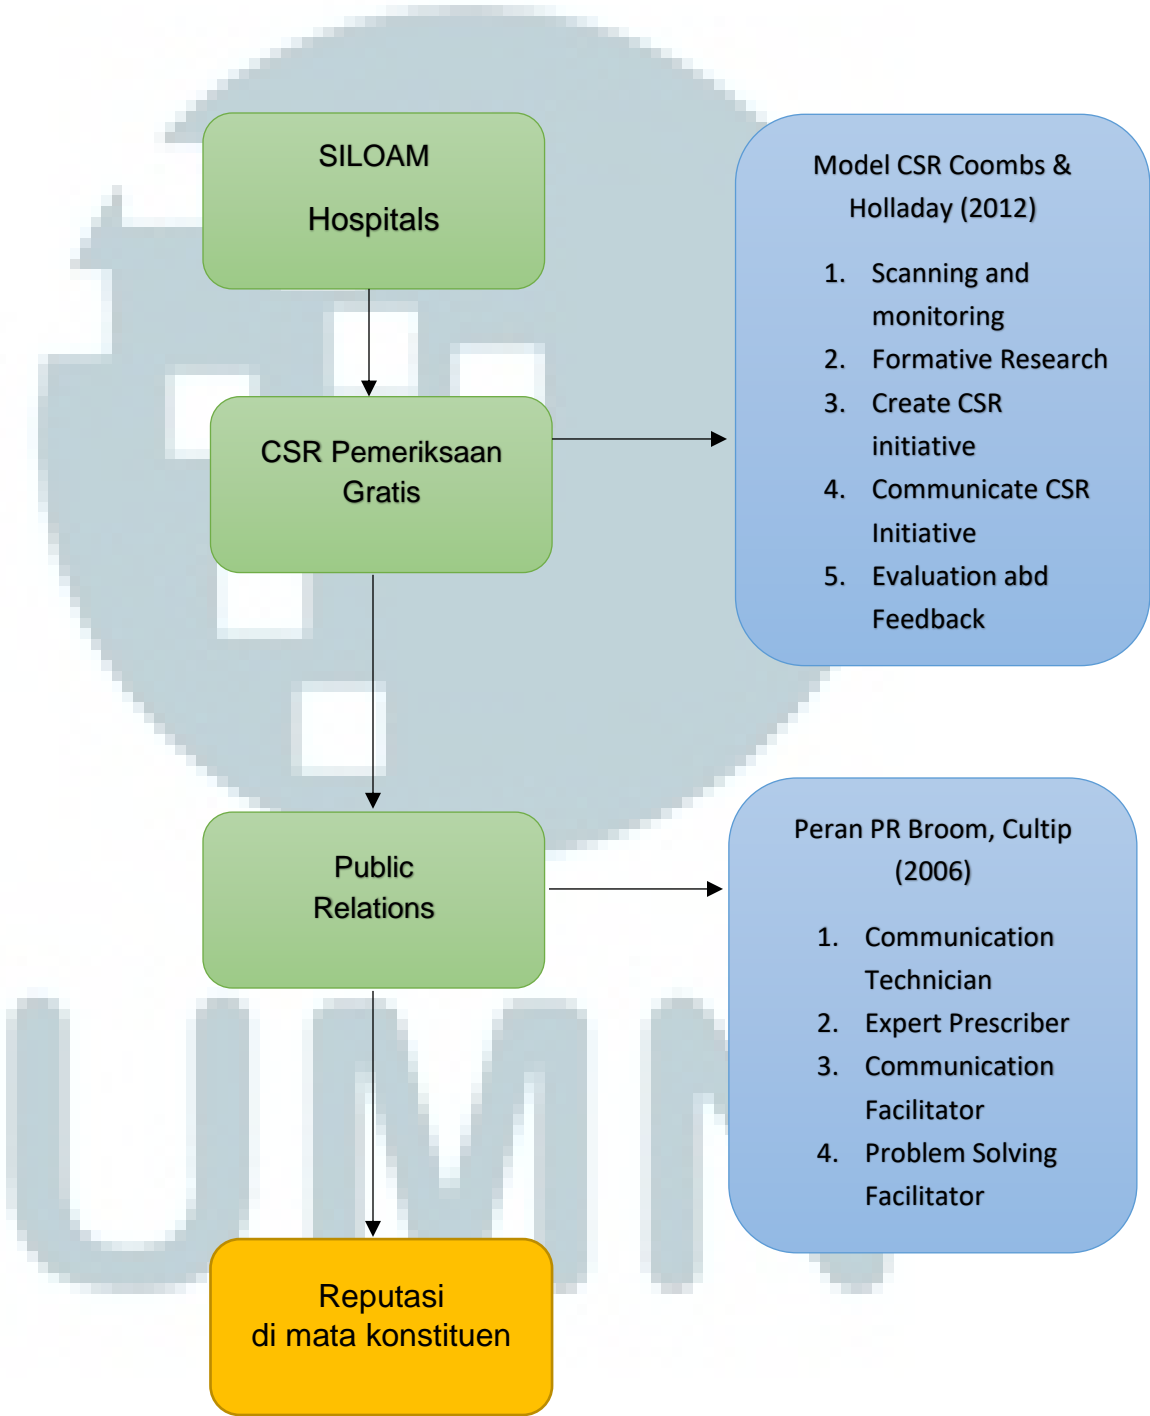 SILOAM
Hospitals
Model CSR Coombs &
Holladay (2012)
1. Scanning and
monitoring
2. Formative Research
3. Create CSR
initiative
4. Communicate CSR
Initiative
5. Evaluation abd
Feedback
CSR Pemeriksaan
Gratis
Public
Relations
Peran PR Broom, Cultip
(2006)
1. Communication
Technician
2. Expert Prescriber
3. Communication
Facilitator
4. Problem Solving
Facilitator
Reputasi
di mata konstituen
UMN